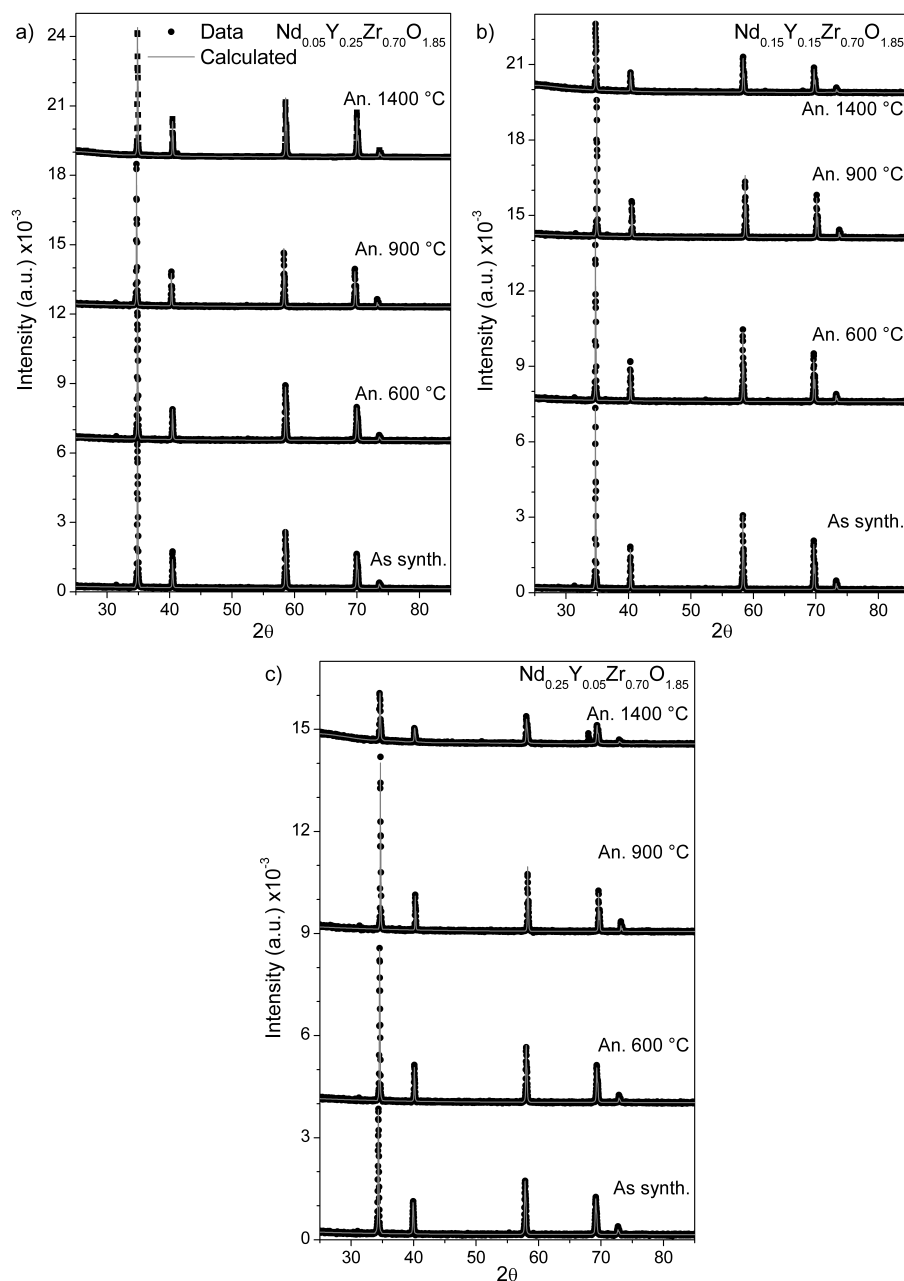 a)
Data
Calculated
Nd0.05Y0.25Zr0.70O1.85
An. 1400 °C
An. 900 °C
An. 600 °C
As synth.
24
21
18
15
12
9
6
3
0
Intensity (a.u.) x10-3
30 40 50 60 70 80
2θ
b)
Nd0.15Y0.15Zr0.70O1.85
An. 1400 °C
An. 900 °C
An. 600 °C
As synth.
21
18
15
12
9
6
3
0
Intensity (a.u.) x10-3
30 40 50 60 70 80
2θ
c)
Nd0.25Y0.05Zr0.70O1.85
An. 1400 °C
An. 900 °C
An. 600 °C
As synth.
15
12
9
6
3
0
Intensity (a.u.) x10-3
30 40 50 60 70 80
2θ